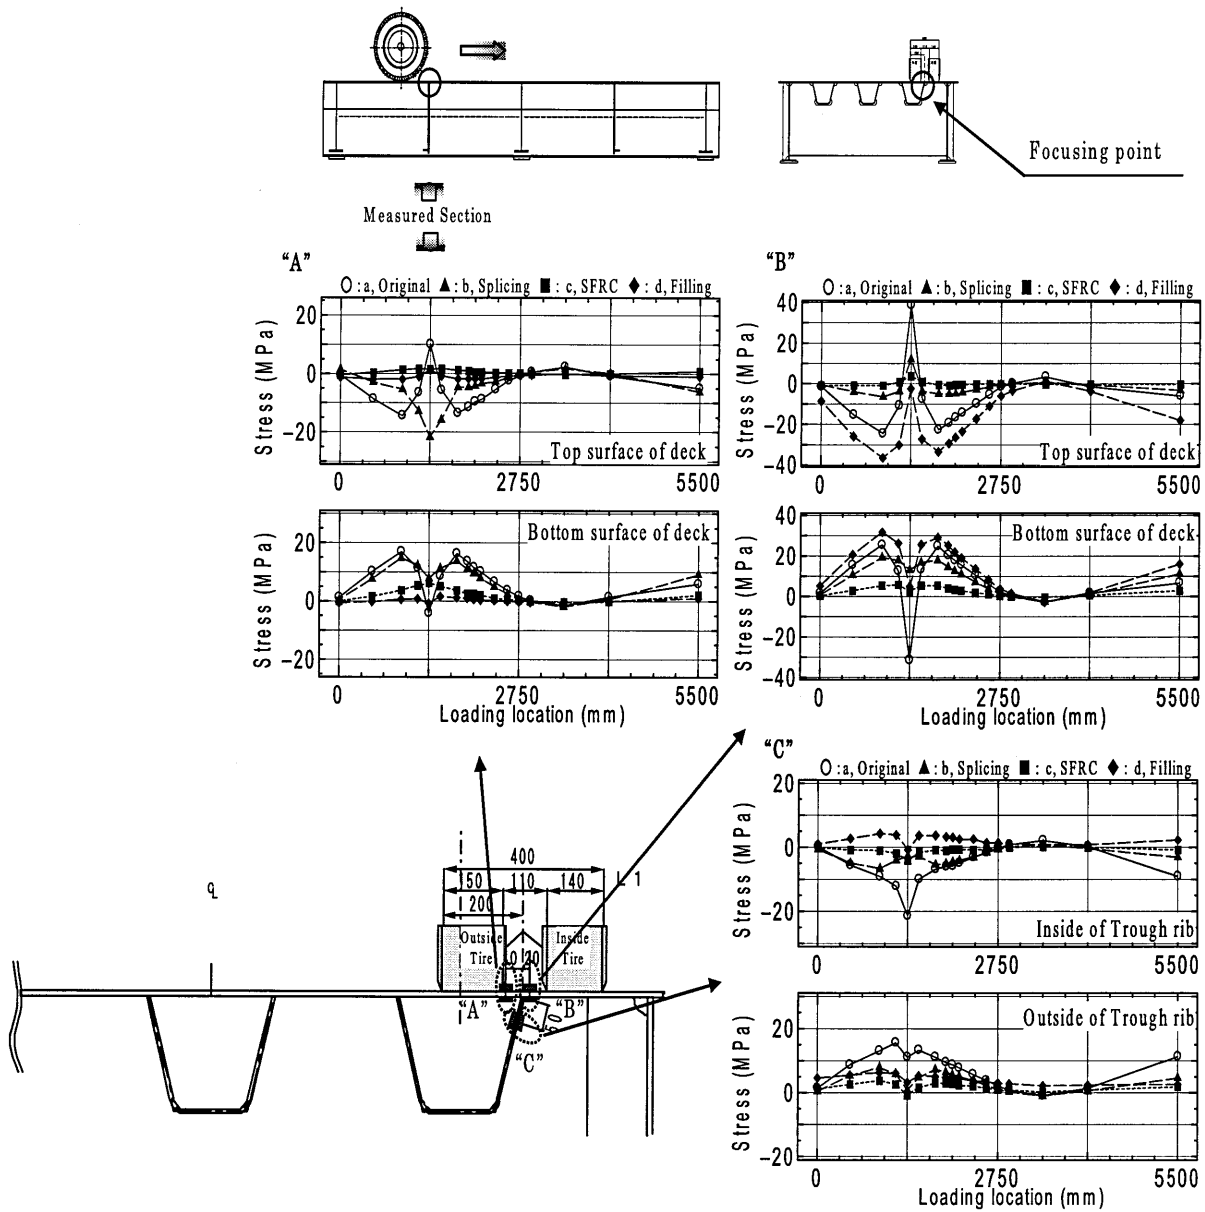 Focusing point
Measured Section
“A”
○ : a, Original ▲ : b, Splicing ■ : c, SFRC ◆ : d, Filling
20
0
−20
Stress (MPa)
Top surface of deck
0 2750 5500
Bottom surface of deck
20
0
−20
Stress (MPa)
0 2750 5500
Loading location (mm)
“B”
○ : a, Original ▲ : b, Splicing ■ : c, SFRC ◆ : d, Filling
40
20
0
−20
−40
Stress (MPa)
Top surface of deck
0 2750 5500
Bottom surface of deck
40
20
0
−20
−40
Stress (MPa)
0 2750 5500
Loading location (mm)
“C”
○ : a, Original ▲ : b, Splicing ■ : c, SFRC ◆ : d, Filling
20
0
−20
Stress (MPa)
Inside of Trough rib
Outside of Trough rib
20
0
−20
Stress (MPa)
0 2750 5500
Loading location (mm)
400
150 110 140
L 1
200
Outside Tire
Inside Tire
“A”
“B”
“C”